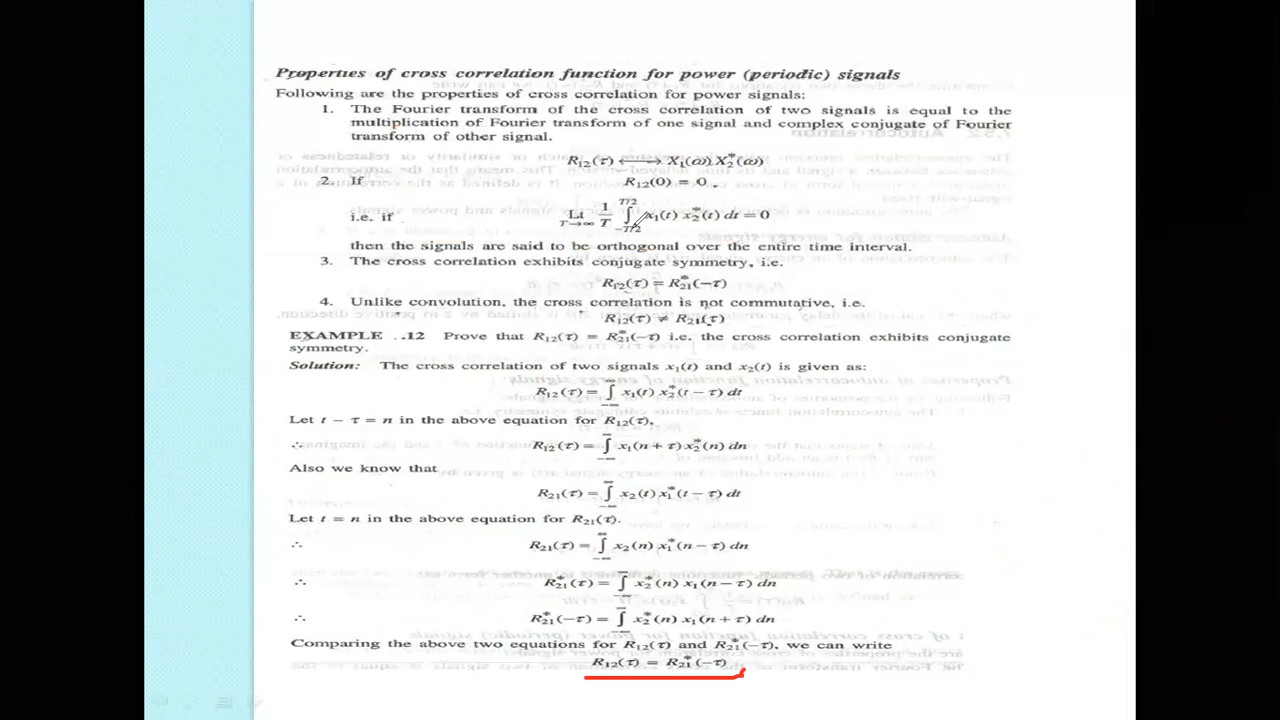 Properties of cross correlation function for power (periodic) signals
Following are the properties of cross correlation for power signals:
1. The Fourier transform of the cross correlation of two signals is equal to the
multiplication of Fourier transform of one signal and complex conjugate of Fourier
transform of other signal.
R₁₂(τ) ⟷ X₁(ω) X₂*(ω)
2. If R₁₂(0) = 0
i.e. if Lt T→∞ 1/T ∫_{-T/2}^{T/2} x₁(t) x₂*(t) dt = 0
then the signals are said to be orthogonal over the entire time interval.
3. The cross correlation exhibits conjugate symmetry, i.e.
R₁₂(τ) = R₂₁*(−τ)
4. Unlike convolution, the cross correlation is not commutative, i.e.
R₁₂(τ) ≠ R₂₁(τ)
EXAMPLE ..12 Prove that R₁₂(τ) = R₂₁*(−τ) i.e. the cross correlation exhibits conjugate
symmetry.
Solution: The cross correlation of two signals x₁(t) and x₂(t) is given as:
R₁₂(τ) = ∫_{−∞}^{∞} x₁(t) x₂*(t − τ) dt
Let t − τ = n in the above equation for R₁₂(τ),
∴ R₁₂(τ) = ∫_{−∞}^{∞} x₁(n + τ) x₂*(n) dn
Also we know that
R₂₁(τ) = ∫_{−∞}^{∞} x₂(t) x₁*(t − τ) dt
Let t = n in the above equation for R₂₁(τ).
∴ R₂₁(τ) = ∫_{−∞}^{∞} x₂(n) x₁*(n − τ) dn
∴ R₂₁*(τ) = ∫_{−∞}^{∞} x₂*(n) x₁(n − τ) dn
∴ R₂₁*(−τ) = ∫_{−∞}^{∞} x₂*(n) x₁(n + τ) dn
Comparing the above two equations for R₁₂(τ) and R₂₁*(−τ), we can write
R₁₂(τ) = R₂₁*(−τ)